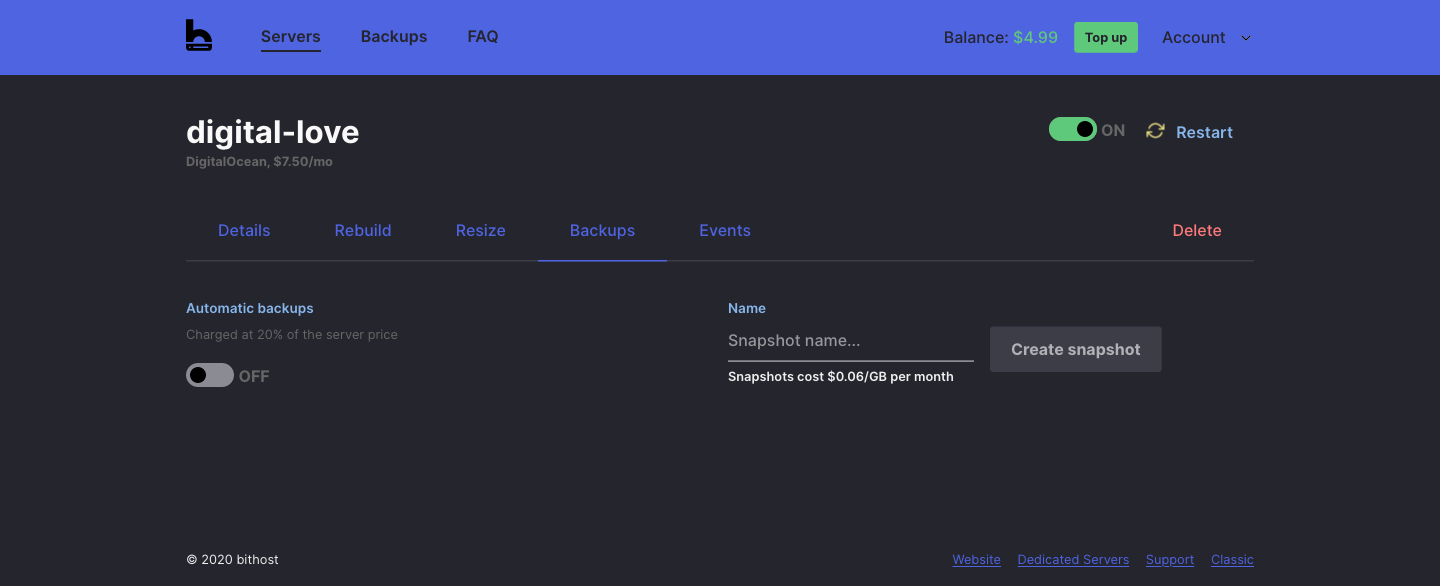 Servers Backups FAQ Balance: $4.99 Top up Account
digital-love ON Restart
DigitalOcean, $7.50/mo
Details Rebuild Resize Backups Events Delete
Automatic backups
Charged at 20% of the server price
OFF
Name
Snapshot name...
Create snapshot
Snapshots cost $0.06/GB per month
© 2020 bithost Website Dedicated Servers Support Classic